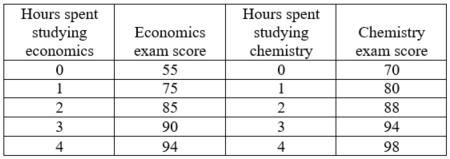 Hours spent studying economics | Economics exam score | Hours spent studying chemistry | Chemistry exam score
0 | 55 | 0 | 70
1 | 75 | 1 | 80
2 | 85 | 2 | 88
3 | 90 | 3 | 94
4 | 94 | 4 | 98